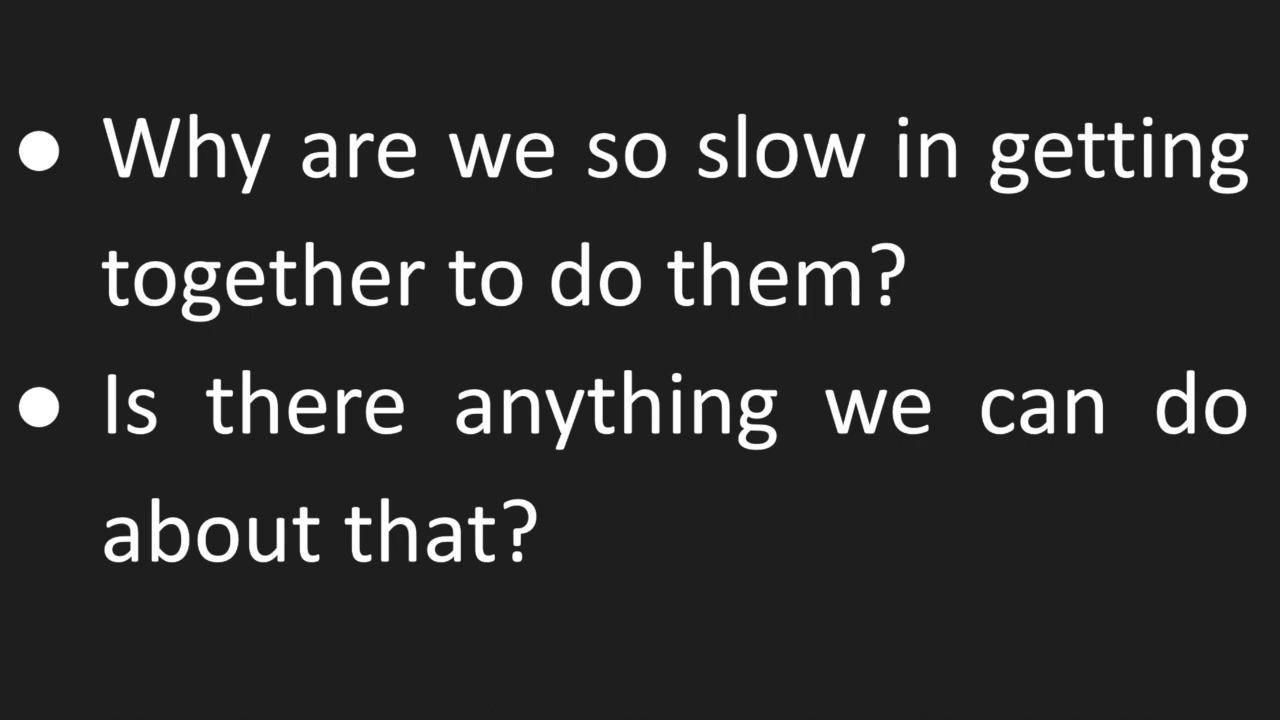 ● Why are we so slow in getting
together to do them?
● Is there anything we can do
about that?